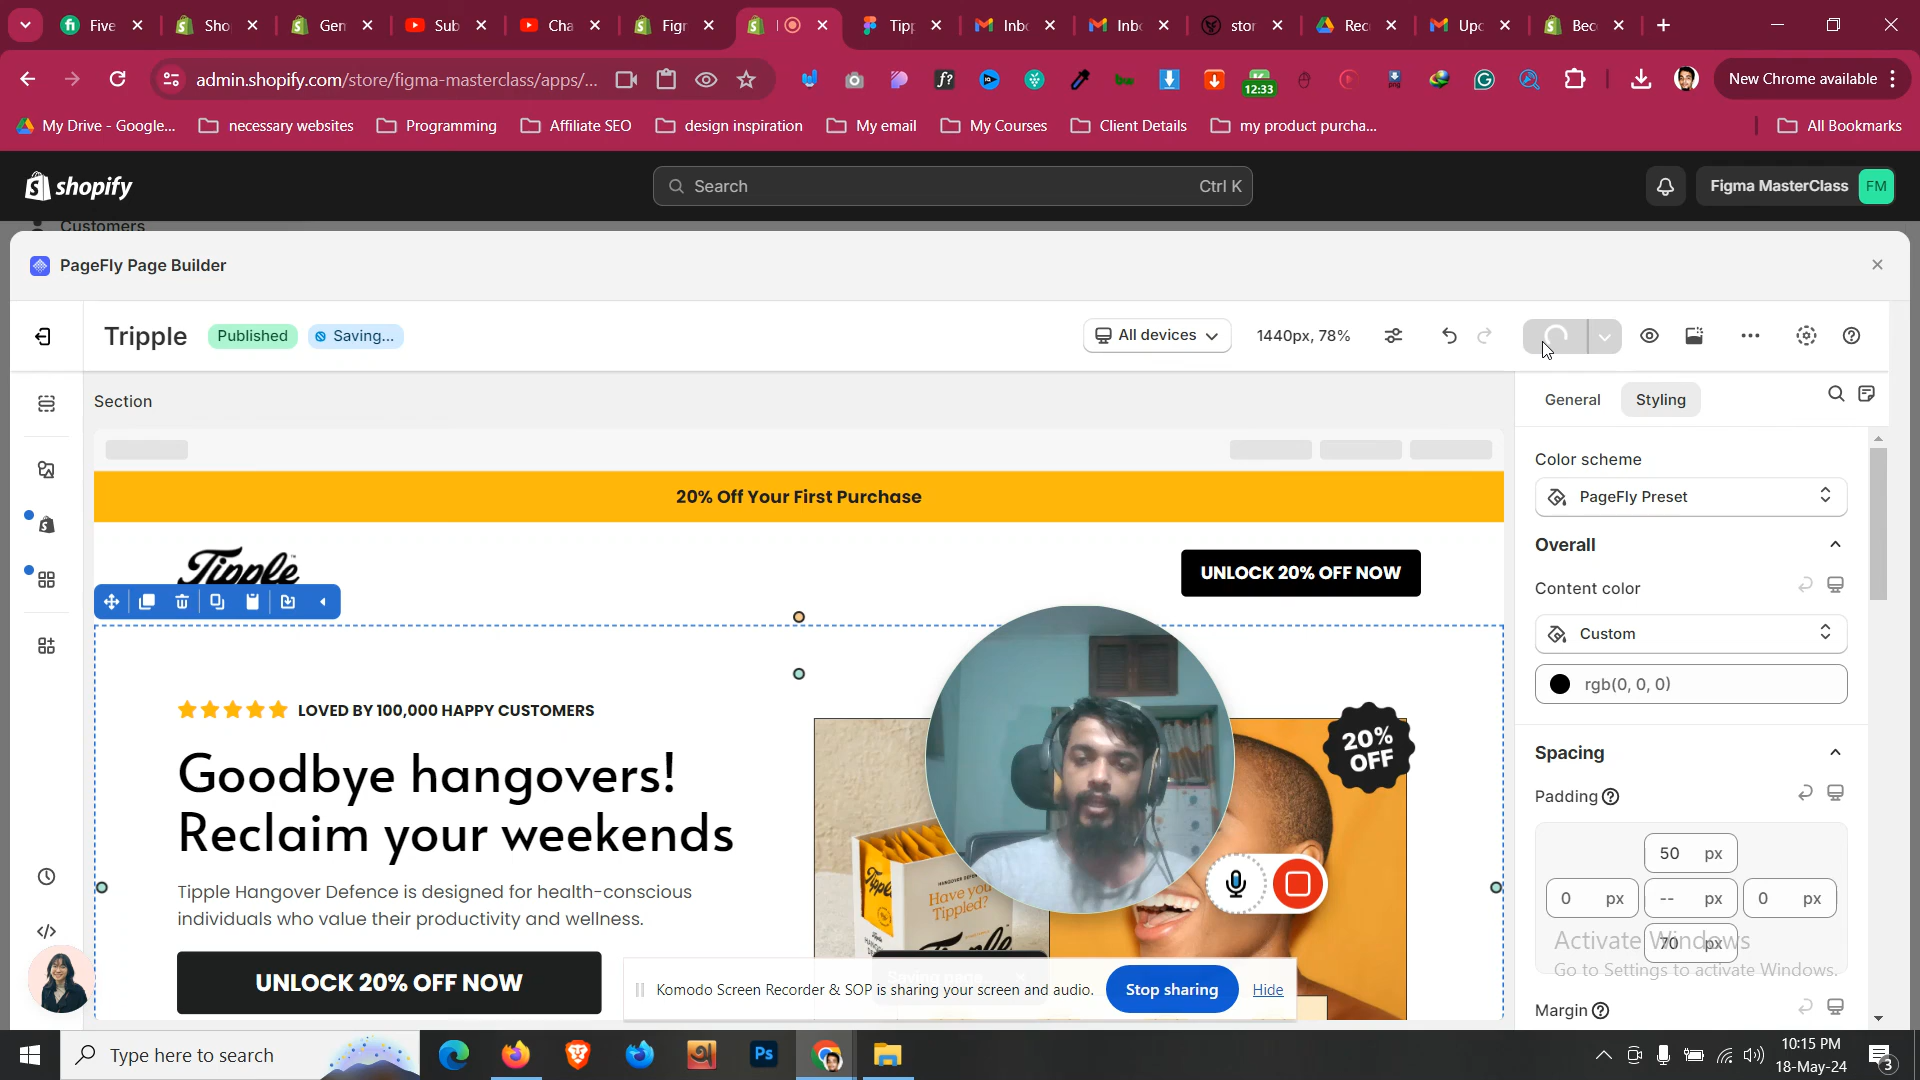 Five
Sho
Gen
Sub
Cha
Figr
Tipp
Inbo
Inbo
stor
Rec
Upo
Bec
admin.shopify.com/store/figma-masterclass/apps/...
12:33
New Chrome available
My Drive - Google...
necessary websites
Programming
Affiliate SEO
design inspiration
My email
My Courses
Client Details
my product purcha...
All Bookmarks
shopify
Search
Ctrl K
Figma MasterClass
FM
Customers
PageFly Page Builder
Tripple
Published
Saving...
All devices
1440px, 78%
Section
General
Styling
20% Off Your First Purchase
Tipple
UNLOCK 20% OFF NOW
Color scheme
PageFly Preset
Overall
Content color
Custom
rgb(0, 0, 0)
LOVED BY 100,000 HAPPY CUSTOMERS
20%
OFF
Goodbye hangovers!
Reclaim your weekends
Tipple Hangover Defence is designed for health-conscious
individuals who value their productivity and wellness.
UNLOCK 20% OFF NOW
HANGOVER DEFENCE
Have you
Tippled?
Tipple
Spacing
Padding
50 px
0 px
-- px
0 px
70 px
Margin
Activate Windows
Go to Settings to activate Windows.
Saving page
Komodo Screen Recorder & SOP is sharing your screen and audio.
Stop sharing
Hide
Type here to search
Ps
10:15 PM
18-May-24
3